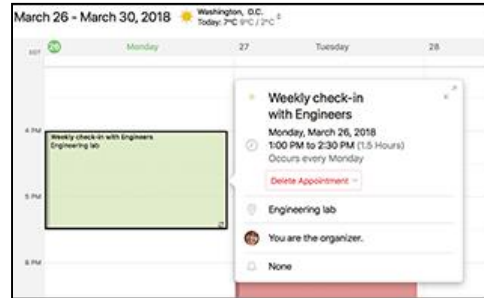 March 26 - March 30, 2018
Washington, D.C.
Today: 7°C 9°C / 2°C
EDT
26 Monday 27 Tuesday 28
4 PM
Weekly check-in with Engineers
Engineering lab
5 PM
6 PM
Weekly check-in
with Engineers
Monday, March 26, 2018
1:00 PM to 2:30 PM (1.5 Hours)
Occurs every Monday
Delete Appointment
Engineering lab
You are the organizer.
None